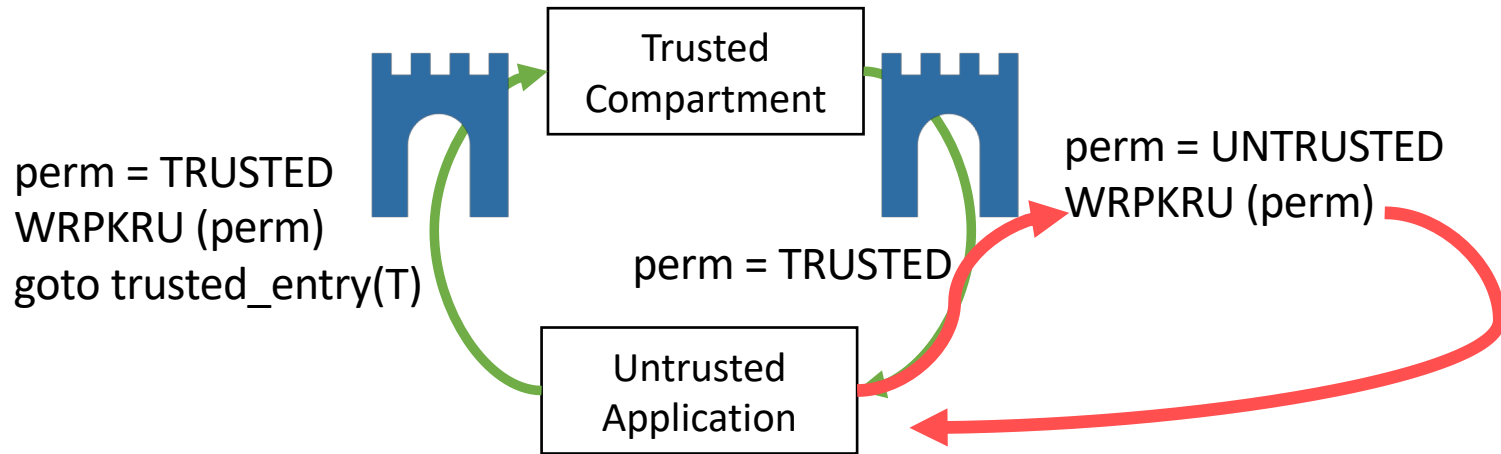 Trusted
Compartment
perm = TRUSTED
WRPKRU (perm)
goto trusted_entry(T)
perm = UNTRUSTED
WRPKRU (perm)
perm = TRUSTED
Untrusted
Application